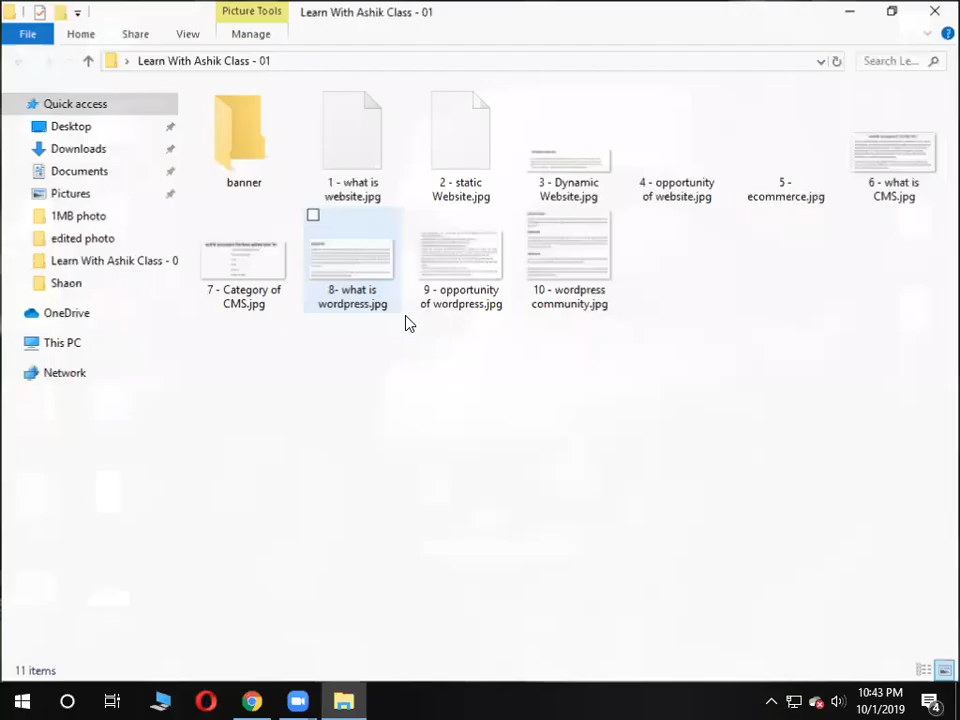 Picture Tools
Learn With Ashik Class - 01
File
Home
Share
View
Manage
Learn With Ashik Class - 01
Search Le...
Quick access
Desktop
Downloads
Documents
Pictures
1MB photo
edited photo
Learn With Ashik Class - 0
Shaon
OneDrive
This PC
Network
banner
1 - what is
website.jpg
2 - static
Website.jpg
3 - Dynamic
Website.jpg
4 - opportunity
of website.jpg
5 -
ecommerce.jpg
6 - what is
CMS.jpg
7 - Category of
CMS.jpg
8- what is
wordpress.jpg
9 - opportunity
of wordpress.jpg
10 - wordpress
community.jpg
11 items
10:43 PM
10/1/2019
4